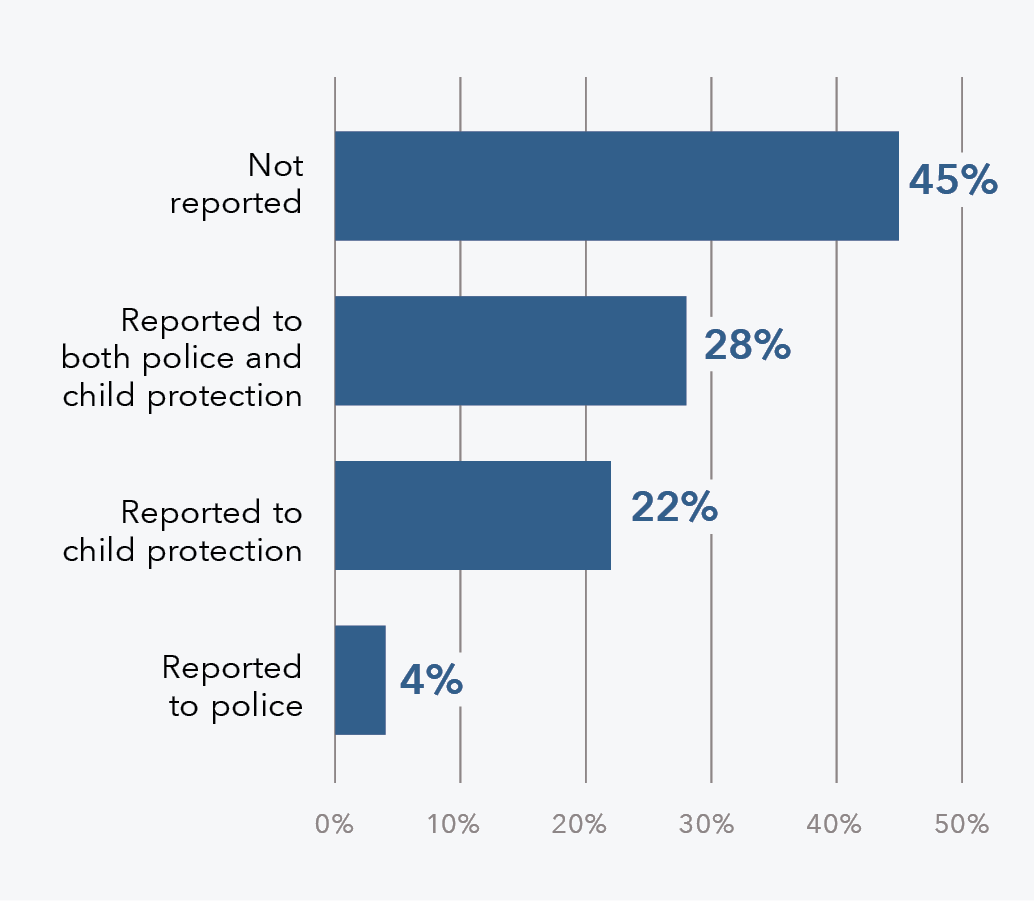 Not
reported
45%
Reported to
both police and
child protection
28%
Reported to
child protection
22%
Reported
to police
4%
0% 10% 20% 30% 40% 50%